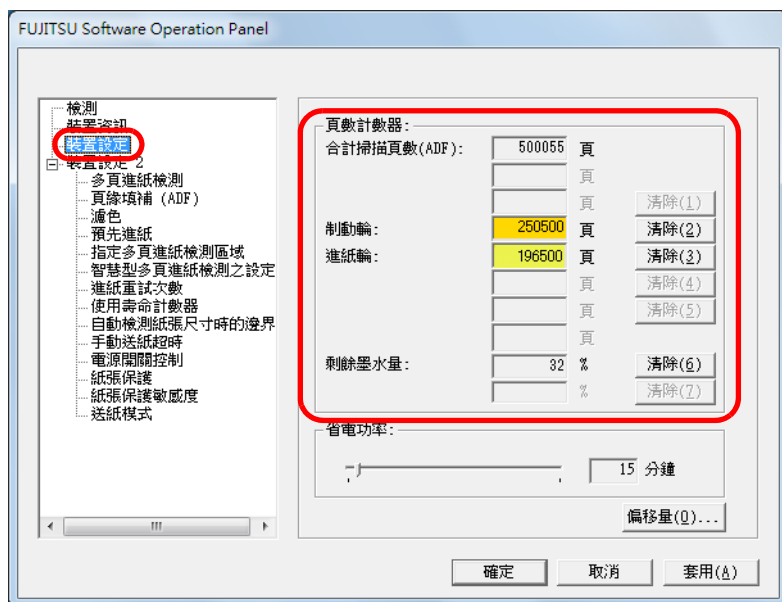 FUJITSU Software Operation Panel
檢測
裝置資訊
裝置設定
裝置設定 2
多頁進紙檢測
頁緣填補 (ADF)
濾色
預先進紙
指定多頁進紙檢測區域
智慧型多頁進紙檢測之設定
進紙重試次數
使用壽命計數器
自動檢測紙張尺寸時的邊界
手動送紙超時
電源開關控制
紙張保護
紙張保護敏感度
送紙模式
頁數計數器:
合計掃描頁數(ADF): 500055 頁
頁
頁 清除(1)
制動輪: 250500 頁 清除(2)
進紙輪: 196500 頁 清除(3)
頁 清除(4)
頁 清除(5)
頁
剩餘墨水量: 32 % 清除(6)
% 清除(7)
省電功率:
15 分鐘
偏移量(O)...
確定 取消 套用(A)